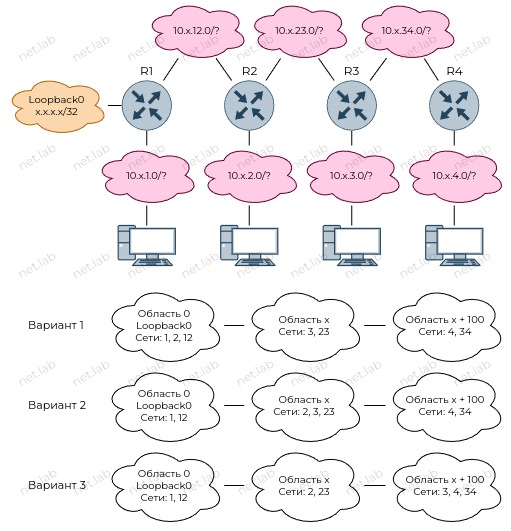 10.x.12.0/?
10.x.23.0/?
10.x.34.0/?
R1
R2
R3
R4
Loopback0
x.x.x.x/32
10.x.1.0/?
10.x.2.0/?
10.x.3.0/?
10.x.4.0/?
Вариант 1
Область 0
Loopback0
Сети: 1, 2, 12
Область x
Сети: 3, 23
Область x + 100
Сети: 4, 34
Вариант 2
Область 0
Loopback0
Сети: 1, 12
Область x
Сети: 2, 3, 23
Область x + 100
Сети: 4, 34
Вариант 3
Область 0
Loopback0
Сети: 1, 12
Область x
Сети: 2, 23
Область x + 100
Сети: 3, 4, 34
net.lab